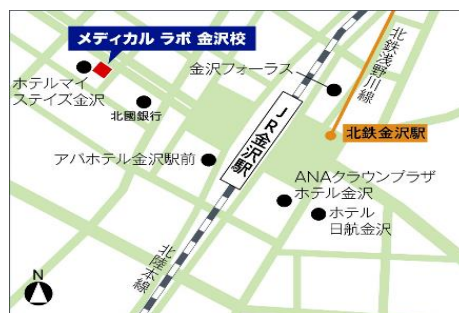 メディカル ラボ 金沢校
金沢フォーラス
北鉄浅野川線
ホテルマイ
ステイズ金沢
北國銀行
JR金沢駅
北鉄金沢駅
アパホテル金沢駅前
ANAクラウンプラザ
ホテル金沢
ホテル
日航金沢
北陸本線
N